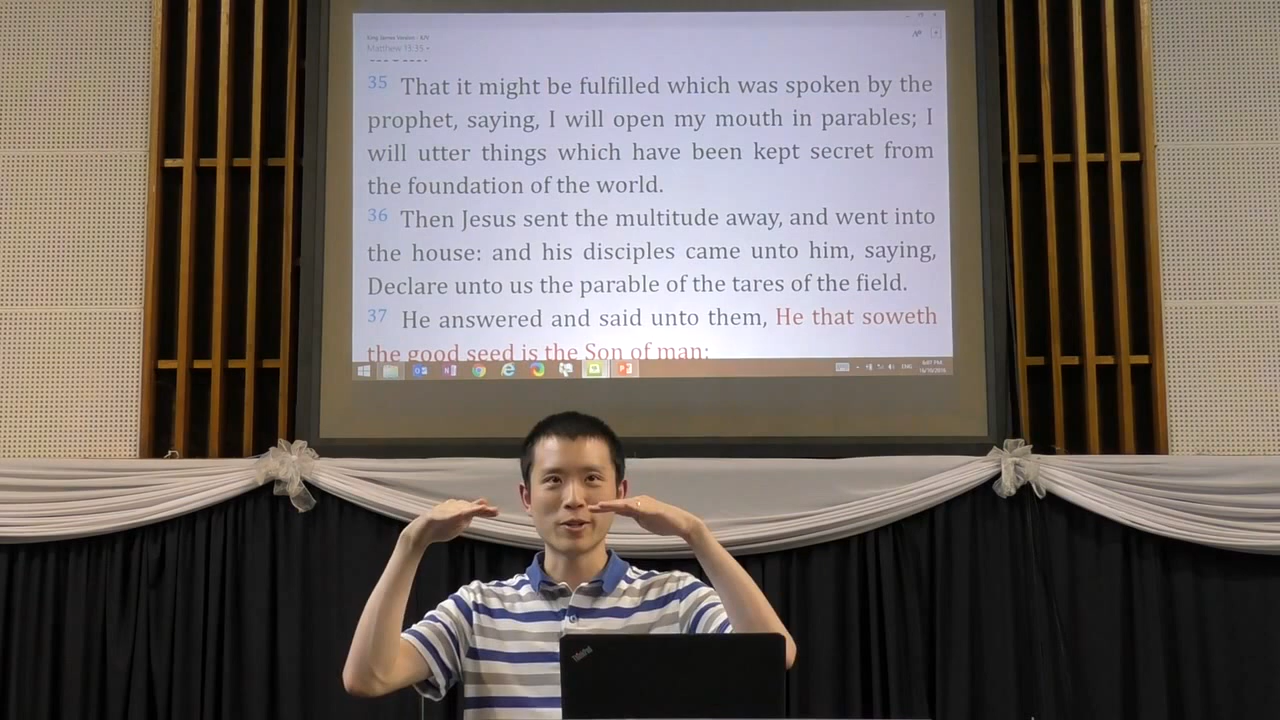 King James Version - KJV
Matthew 13:35
35 That it might be fulfilled which was spoken by the
prophet, saying, I will open my mouth in parables; I
will utter things which have been kept secret from
the foundation of the world.
36 Then Jesus sent the multitude away, and went into
the house: and his disciples came unto him, saying,
Declare unto us the parable of the tares of the field.
37 He answered and said unto them, He that soweth
the good seed is the Son of man;
ENG
ThinkPad